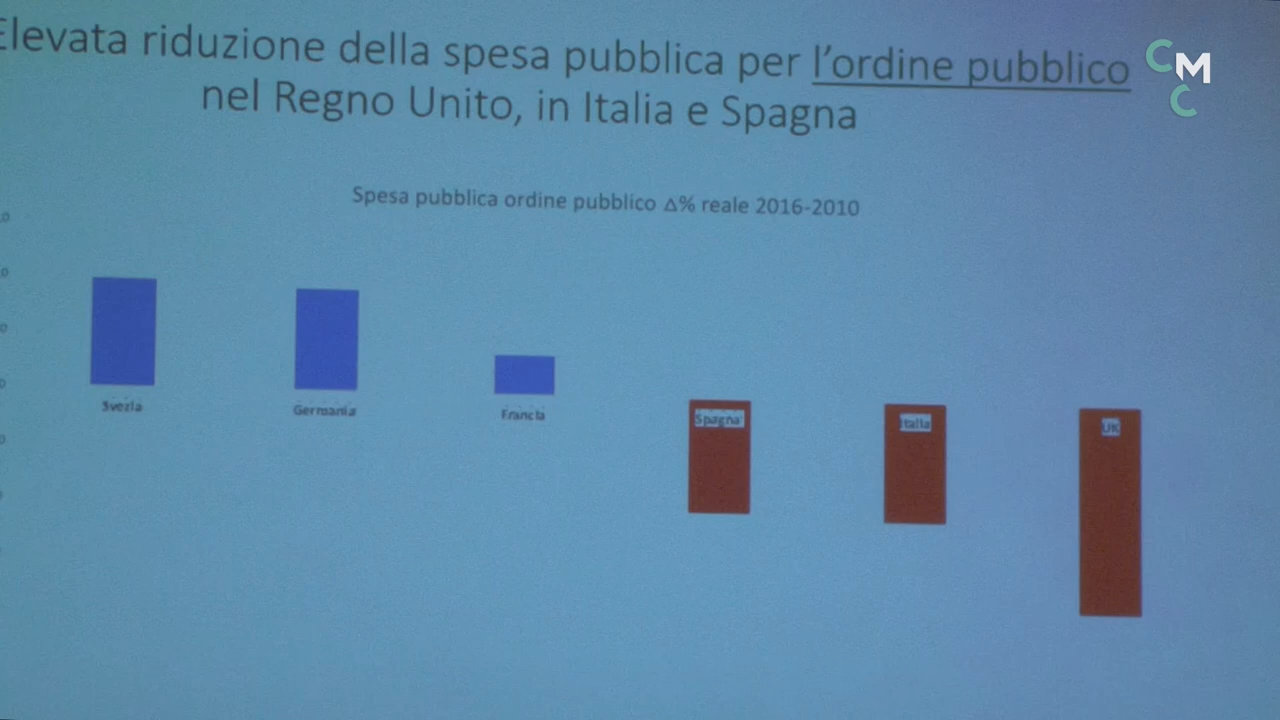 Elevata riduzione della spesa pubblica per l'ordine pubblico
nel Regno Unito, in Italia e Spagna
CMC
Spesa pubblica ordine pubblico Δ% reale 2016-2010
Svezia
Germania
Francia
Spagna
Italia
UK